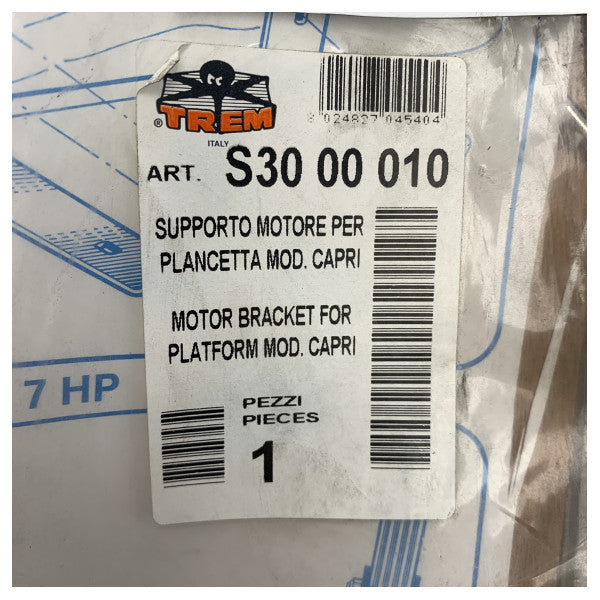 ® TREM
ITALY
8 024827 045404
ART. S30 00 010
SUPPORTO MOTORE PER
PLANCETTA MOD. CAPRI
MOTOR BRACKET FOR
PLATFORM MOD. CAPRI
7 HP
PEZZI
PIECES
1